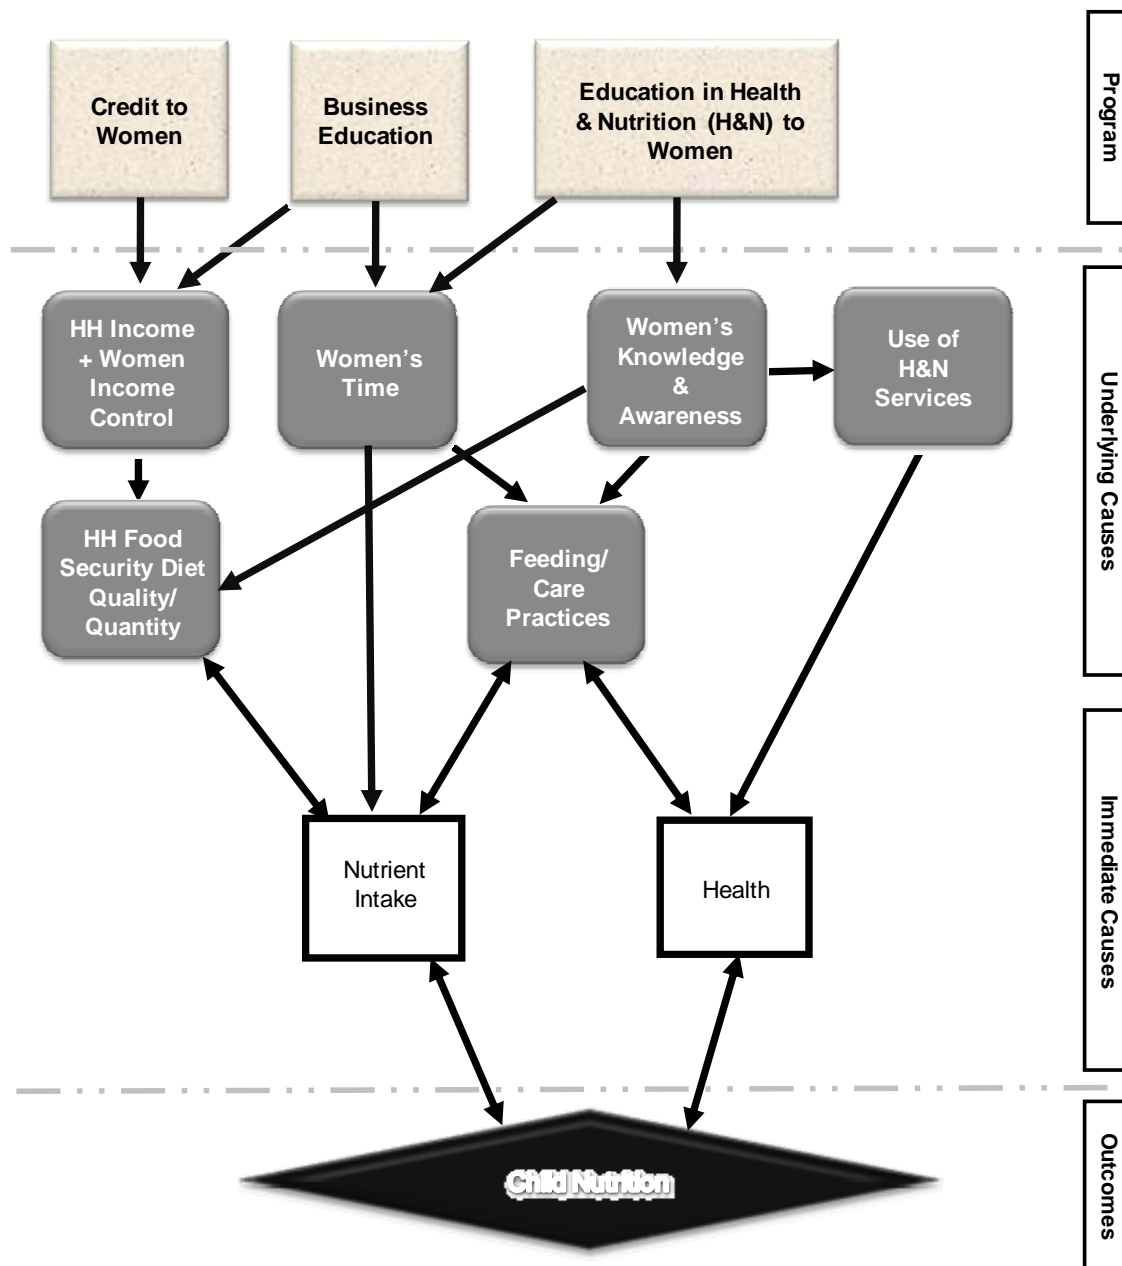 Credit to
Women
Business
Education
Education in Health
& Nutrition (H&N) to
Women
Program
HH Income
+ Women
Income
Control
Women’s
Time
Women’s
Knowledge
&
Awareness
Use of
H&N
Services
Underlying Causes
HH Food
Security Diet
Quality/
Quantity
Feeding/
Care
Practices
Nutrient
Intake
Health
Immediate Causes
Child Nutrition
Outcomes